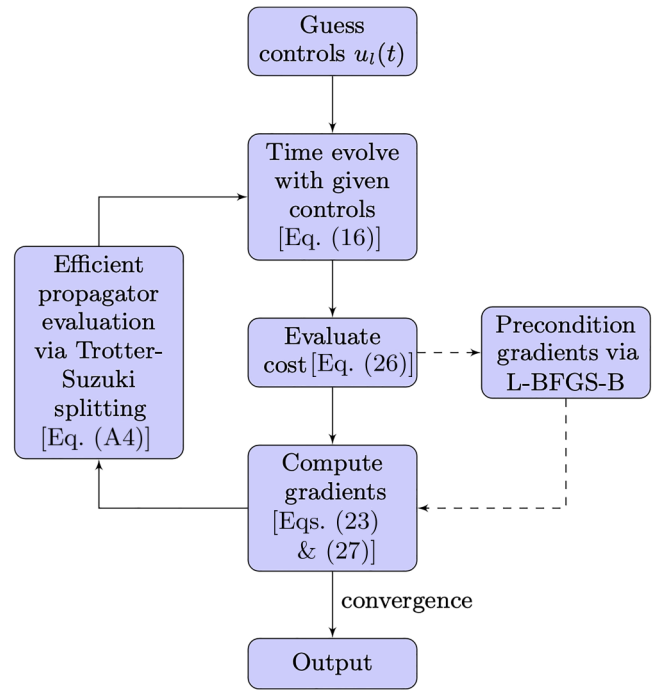 Guess
controls u_l(t)
Time evolve
with given
controls
[Eq. (16)]
Efficient
propagator
evaluation
via Trotter-
Suzuki
splitting
[Eq. (A4)]
Evaluate
cost[Eq. (26)]
Precondition
gradients via
L-BFGS-B
Compute
gradients
[Eqs. (23)
& (27)]
convergence
Output